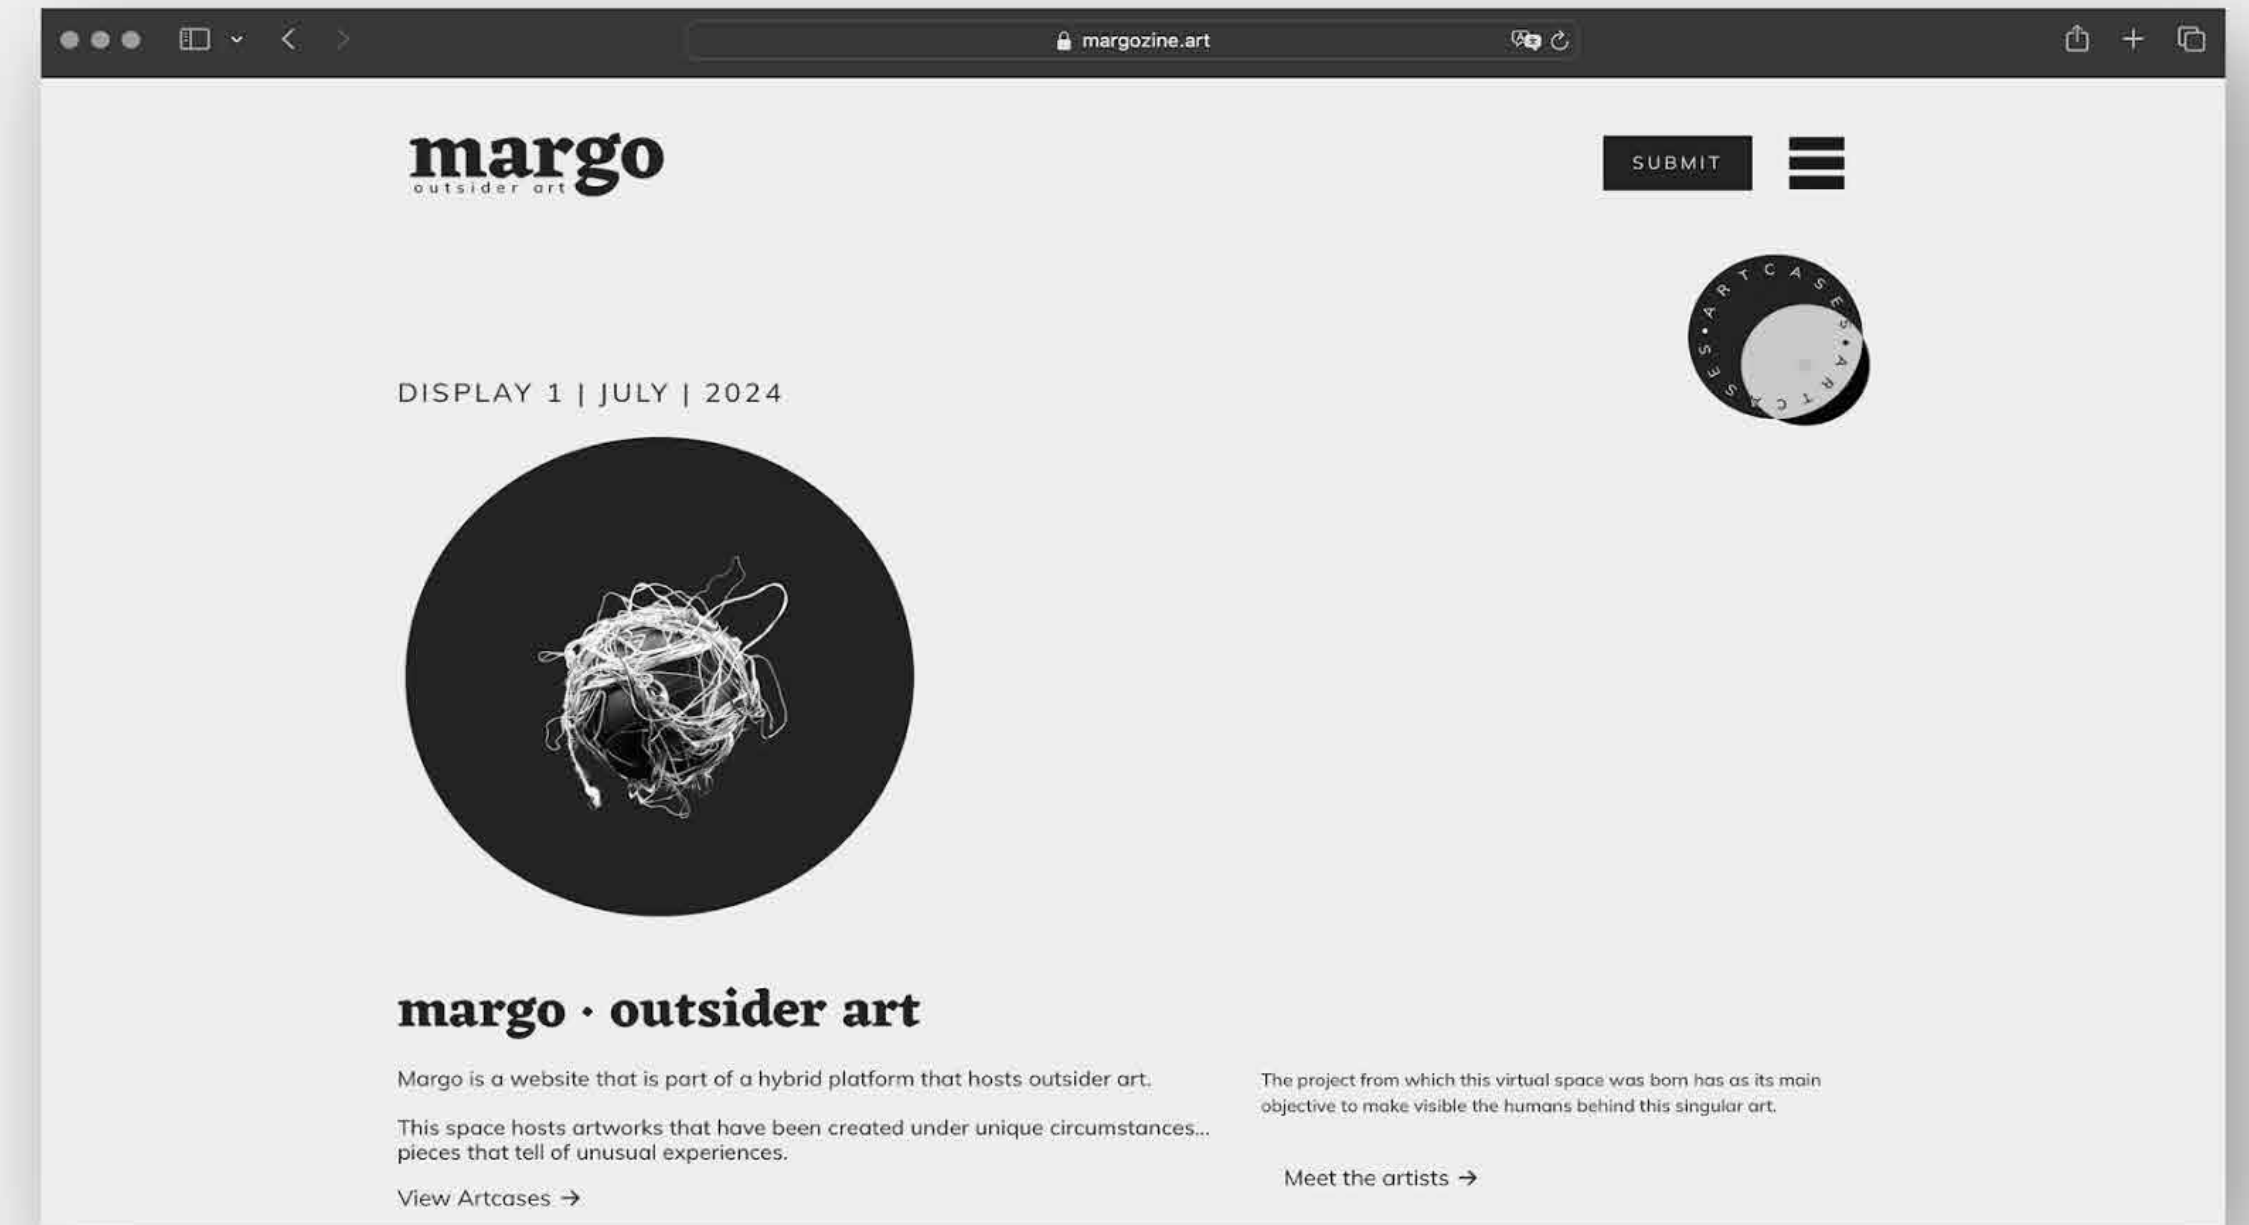 margozine.art
margo
outsider art
SUBMIT
ARTCASES•ARTCASES•
DISPLAY 1 | JULY | 2024
margo · outsider art
Margo is a website that is part of a hybrid platform that hosts outsider art.
This space hosts artworks that have been created under unique circumstances...
pieces that tell of unusual experiences.
View Artcases →
The project from which this virtual space was born has as its main
objective to make visible the humans behind this singular art.
Meet the artists →